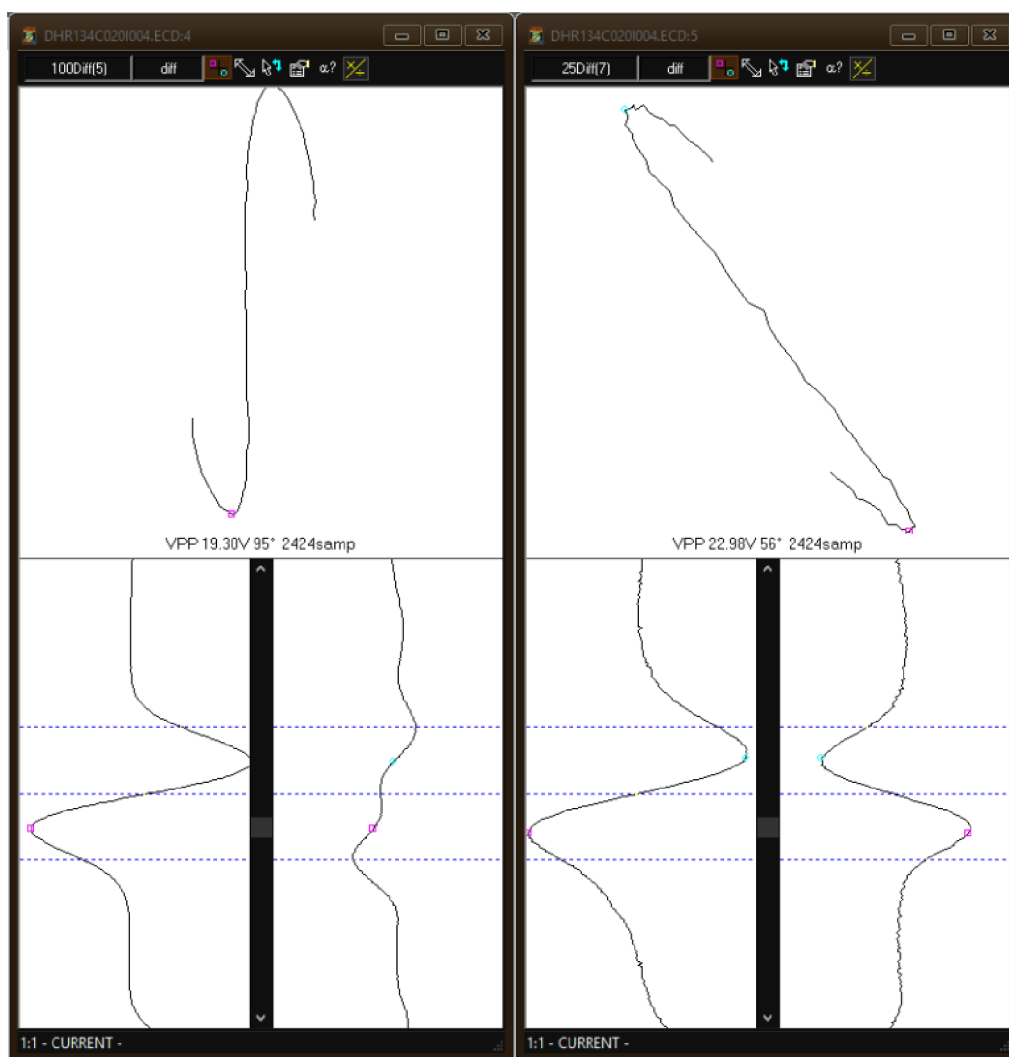 DHR134C020I004.ECD:4
100Diff(5) diff α?
VPP 19.30V 95° 2424samp
1:1 - CURRENT -
DHR134C020I004.ECD:5
25Diff(7) diff α?
VPP 22.98V 56° 2424samp
1:1 - CURRENT -